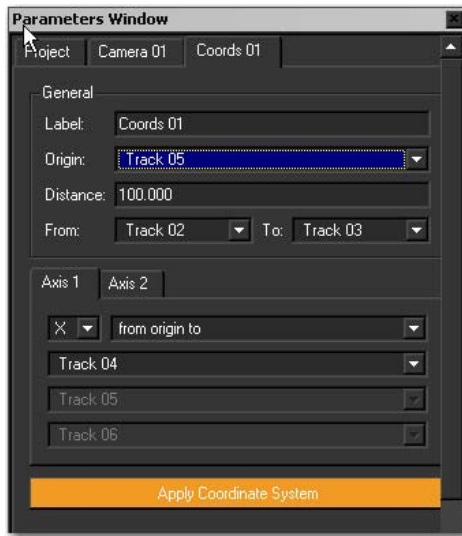 Parameters Window
Project Camera 01 Coords 01
General
Label: Coords 01
Origin: Track 05
Distance: 100.000
From: Track 02 To: Track 03
Axis 1 Axis 2
X from origin to
Track 04
Track 05
Track 06
Apply Coordinate System